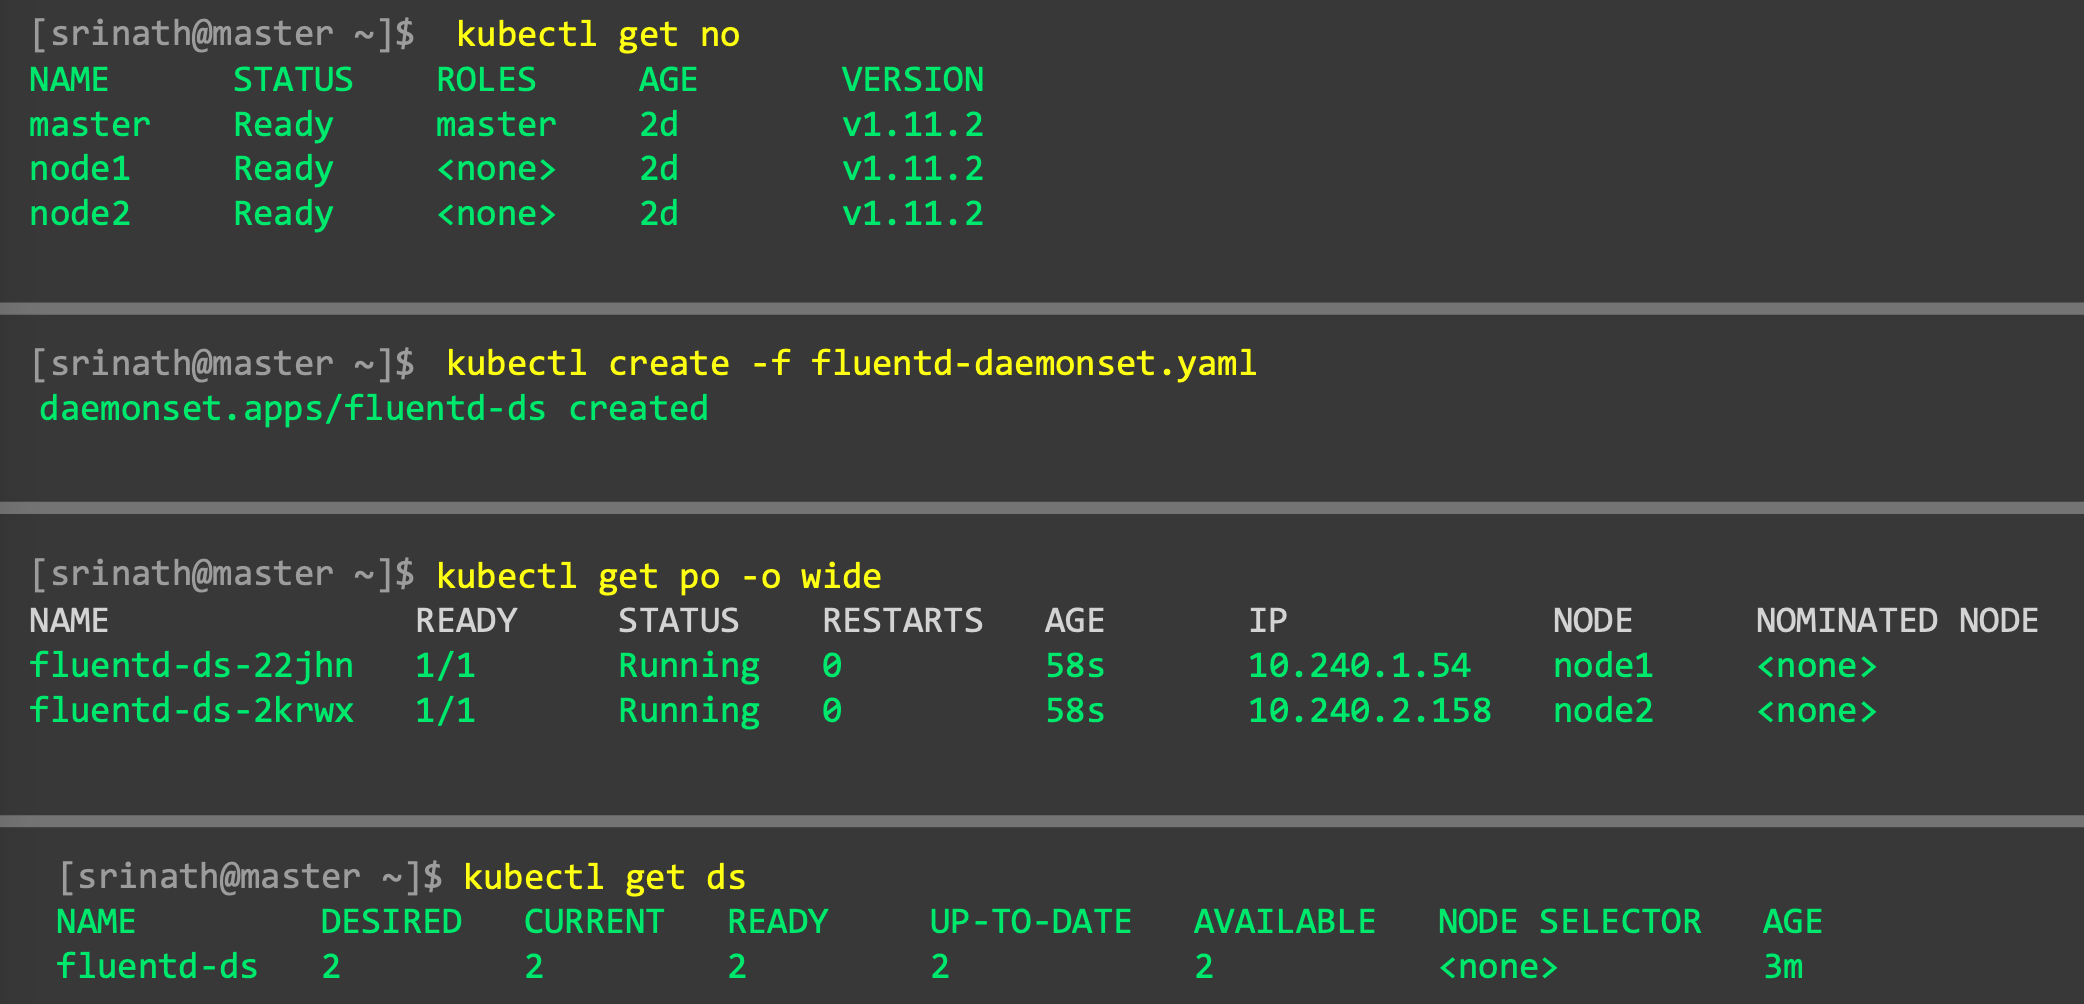 [srinath@master ~]$ kubectl get no
NAME STATUS ROLES AGE VERSION
master Ready master 2d v1.11.2
node1 Ready <none> 2d v1.11.2
node2 Ready <none> 2d v1.11.2
[srinath@master ~]$ kubectl create -f fluentd-daemonset.yaml
daemonset.apps/fluentd-ds created
[srinath@master ~]$ kubectl get po -o wide
NAME READY STATUS RESTARTS AGE IP NODE NOMINATED NODE
fluentd-ds-22jhn 1/1 Running 0 58s 10.240.1.54 node1 <none>
fluentd-ds-2krwx 1/1 Running 0 58s 10.240.2.158 node2 <none>
[srinath@master ~]$ kubectl get ds
NAME DESIRED CURRENT READY UP-TO-DATE AVAILABLE NODE SELECTOR AGE
fluentd-ds 2 2 2 2 2 <none> 3m